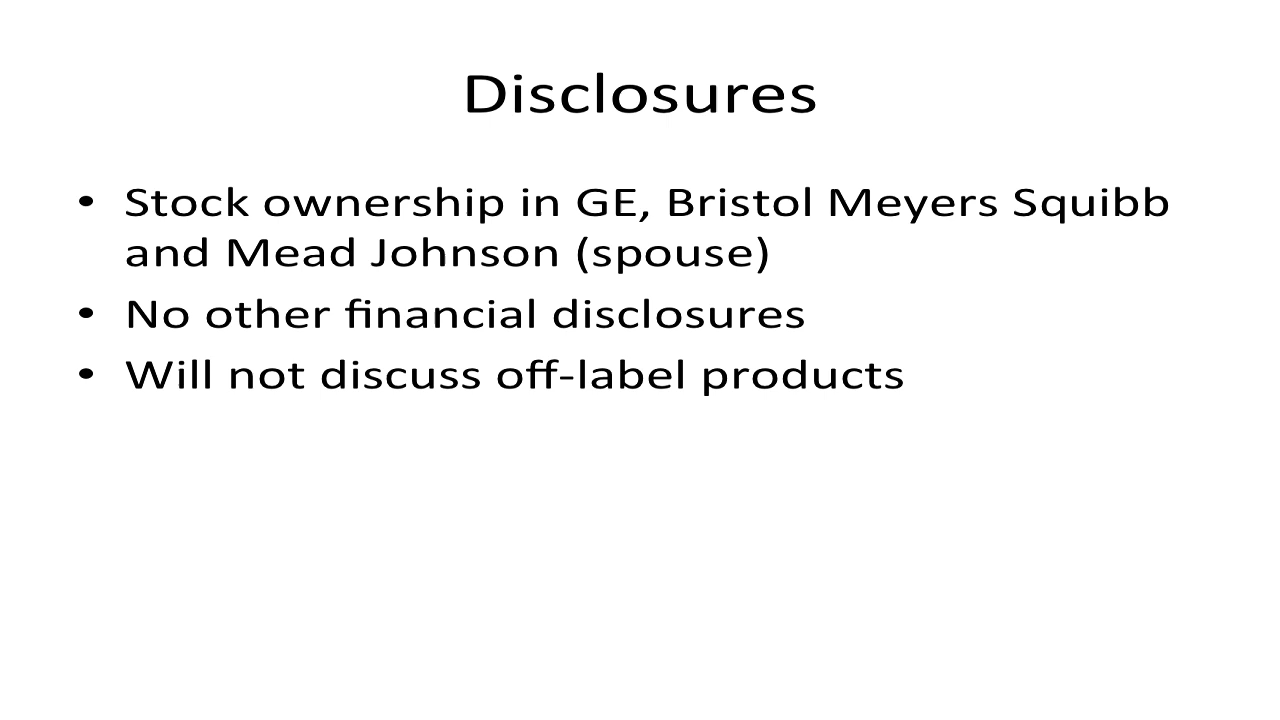 Disclosures
• Stock ownership in GE, Bristol Meyers Squibb
and Mead Johnson (spouse)
• No other financial disclosures
• Will not discuss off-label products